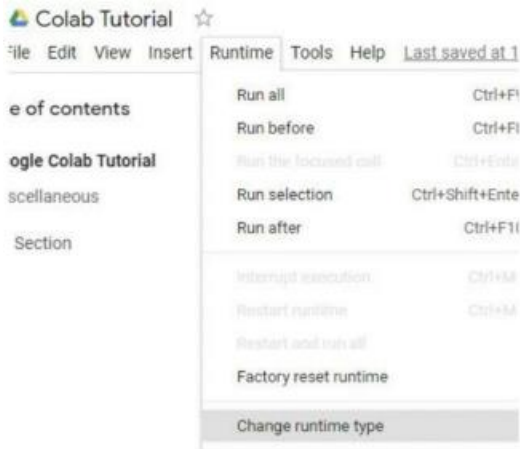 Colab Tutorial
File Edit View Insert Runtime Tools Help Last saved at 1
e of contents
Run all Ctrl+F
Run before Ctrl+F
ogle Colab Tutorial
Run the focused cell Ctrl+Ente
scellaneous
Run selection Ctrl+Shift+Ente
Run after Ctrl+F1
Section
Interrupt execution Ctrl+M
Restart runtime Ctrl+M
Restart and run all
Factory reset runtime
Change runtime type